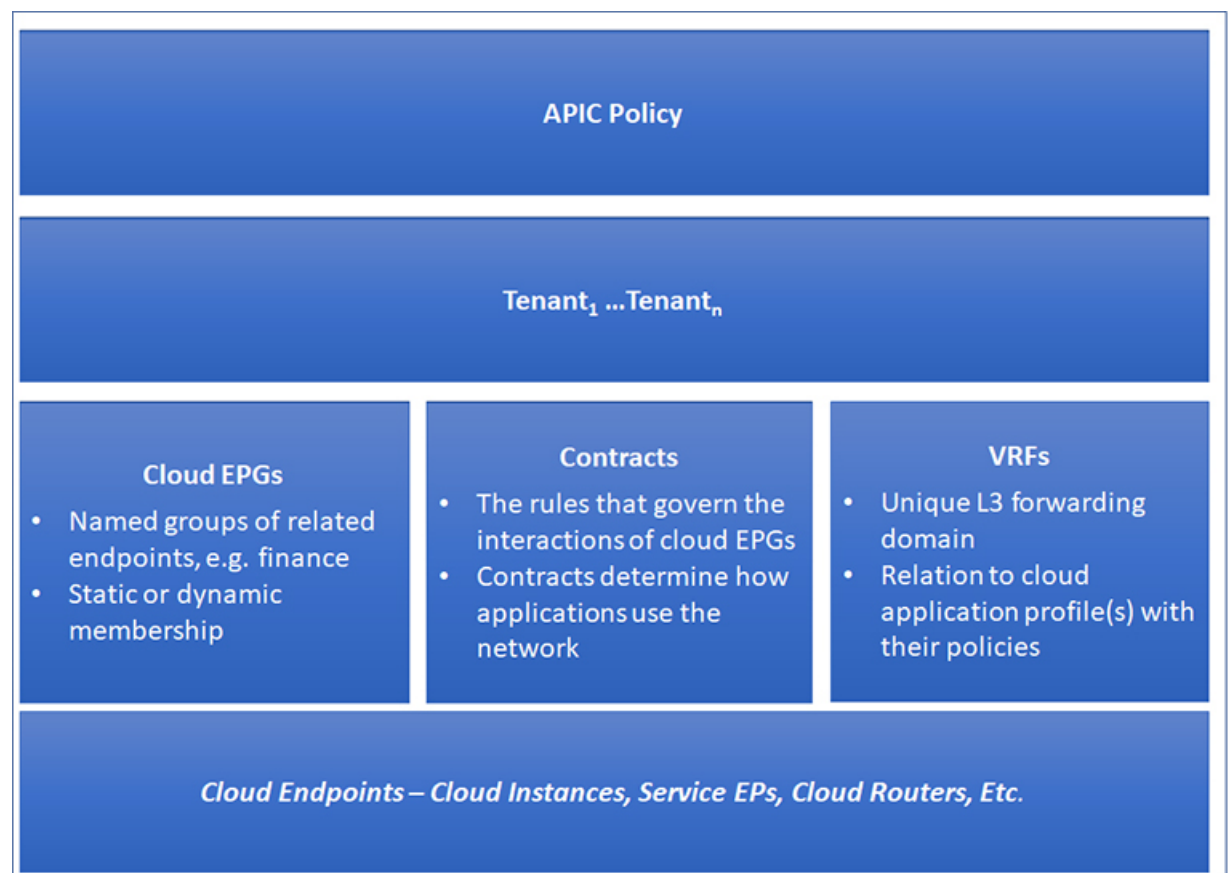 APIC Policy
Tenant₁ ...Tenantₙ
Cloud EPGs
• Named groups of related
endpoints, e.g. finance
• Static or dynamic
membership
Contracts
• The rules that govern the
interactions of cloud EPGs
• Contracts determine how
applications use the
network
VRFs
• Unique L3 forwarding
domain
• Relation to cloud
application profile(s) with
their policies
Cloud Endpoints – Cloud Instances, Service EPs, Cloud Routers, Etc.